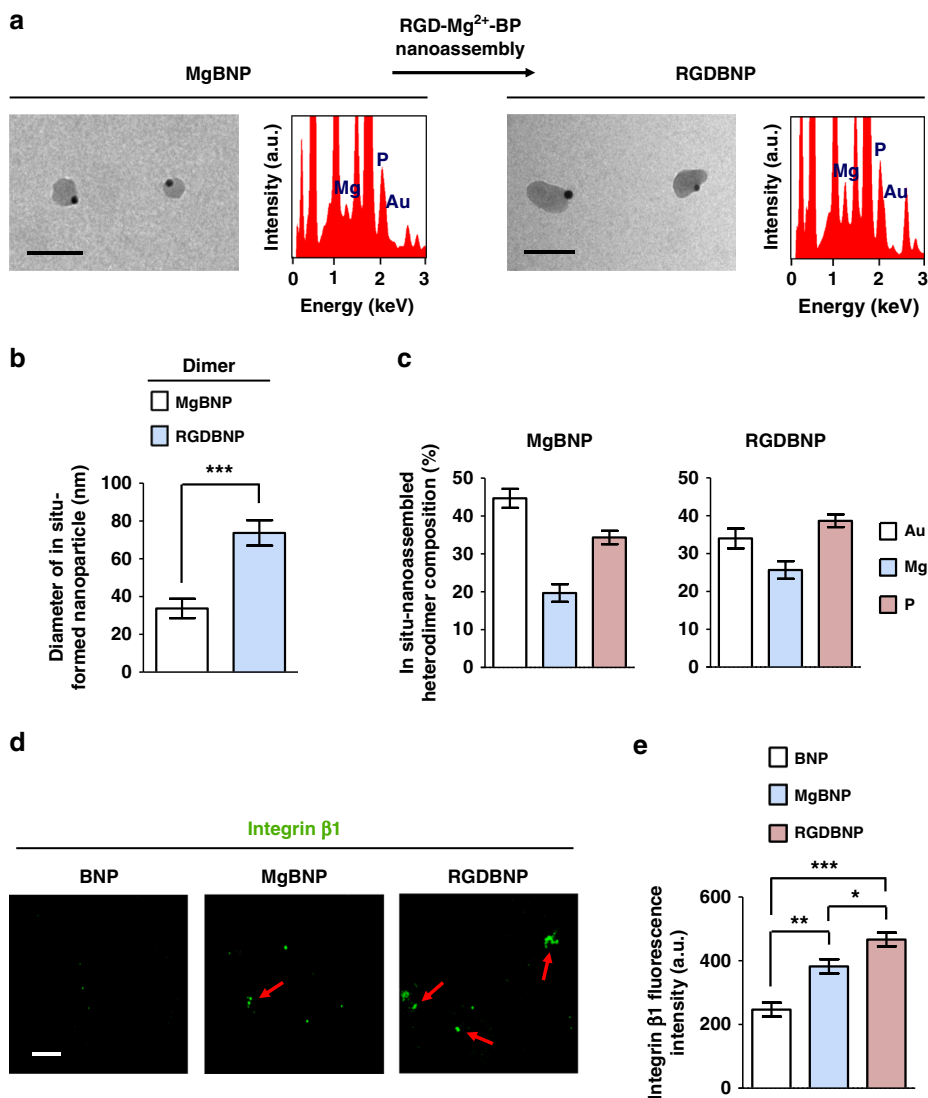 a
RGD-Mg²⁺-BP
nanoassembly
MgBNP
RGDBNP
Intensity (a.u.)
Mg
P
Au
0 1 2 3
Energy (keV)
Intensity (a.u.)
Mg
P
Au
0 1 2 3
Energy (keV)
b
Dimer
MgBNP
RGDBNP
***
Diameter of in situ-
formed nanoparticle (nm)
100
80
60
40
20
0
c
MgBNP
RGDBNP
In situ-nanoassembled
heterodimer composition (%)
50
40
30
20
10
0
50
40
30
20
10
0
Au
Mg
P
d
Integrin β1
BNP
MgBNP
RGDBNP
e
BNP
MgBNP
RGDBNP
***
**
*
Integrin β1 fluorescence
intensity (a.u.)
600
400
200
0